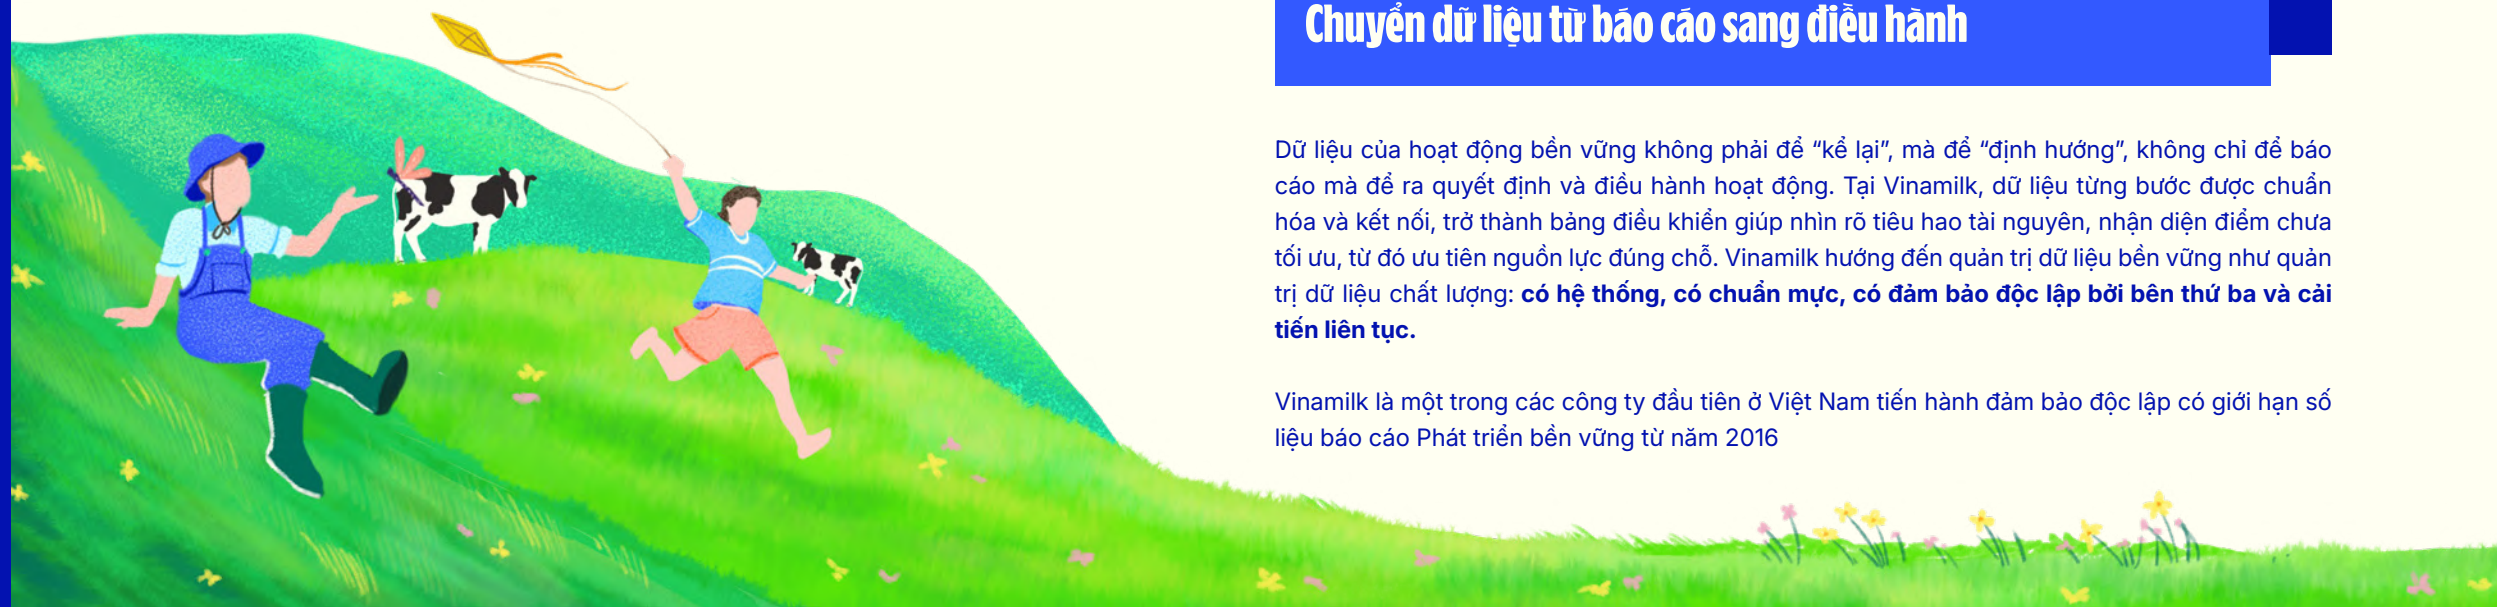 Chuyển dữ liệu từ báo cáo sang điều hành
Dữ liệu của hoạt động bền vững không phải để “kể lại”, mà để “định hướng”, không chỉ để báo
cáo mà để ra quyết định và điều hành hoạt động. Tại Vinamilk, dữ liệu từng bước được chuẩn
hóa và kết nối, trở thành bảng điều khiển giúp nhìn rõ tiêu hao tài nguyên, nhận diện điểm chưa
tối ưu, từ đó ưu tiên nguồn lực đúng chỗ. Vinamilk hướng đến quản trị dữ liệu bền vững như quản
trị dữ liệu chất lượng: có hệ thống, có chuẩn mực, có đảm bảo độc lập bởi bên thứ ba và cải
tiến liên tục.
Vinamilk là một trong các công ty đầu tiên ở Việt Nam tiến hành đảm bảo độc lập có giới hạn số
liệu báo cáo Phát triển bền vững từ năm 2016